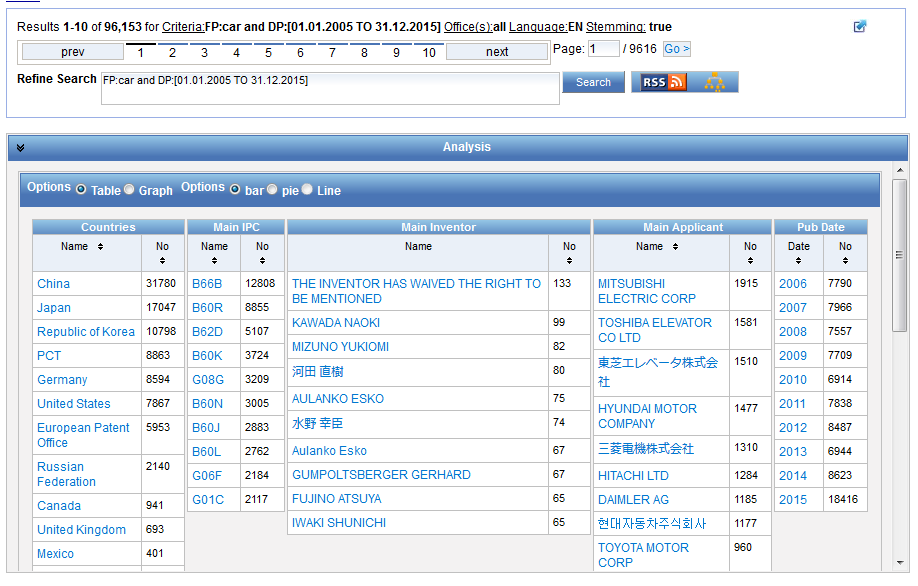 Results 1-10 of 96,153 for Criteria:FP:car and DP:[01.01.2005 TO 31.12.2015] Office(s):all Language:EN Stemming: true
prev 1 2 3 4 5 6 7 8 9 10 next Page: 1 / 9616 Go >
Refine Search FP:car and DP:[01.01.2005 TO 31.12.2015] Search RSS
Analysis
Options Table Graph Options bar pie Line
Countries
Name No
China 31780
Japan 17047
Republic of Korea 10798
PCT 8863
Germany 8594
United States 7867
European Patent 5953
Office
Russian 2140
Federation
Canada 941
United Kingdom 693
Mexico 401
Main IPC
Name No
B66B 12808
B60R 8855
B62D 5107
B60K 3724
G08G 3209
B60N 3005
B60J 2883
B60L 2762
G06F 2184
G01C 2117
Main Inventor
Name No
THE INVENTOR HAS WAIVED THE RIGHT TO 133
BE MENTIONED
KAWADA NAOKI 99
MIZUNO YUKIOMI 82
河田 直樹 80
AULANKO ESKO 75
水野 幸臣 74
Aulanko Esko 67
GUMPOLTSBERGER GERHARD 67
FUJINO ATSUYA 65
IWAKI SHUNICHI 65
Main Applicant
Name No
MITSUBISHI 1915
ELECTRIC CORP
TOSHIBA ELEVATOR 1581
CO LTD
東芝エレベータ株式会 1510
社
HYUNDAI MOTOR 1477
COMPANY
三菱電機株式会社 1310
HITACHI LTD 1284
DAIMLER AG 1185
현대자동차주식회사 1177
TOYOTA MOTOR 960
CORP
Pub Date
Date No
2006 7790
2007 7966
2008 7557
2009 7709
2010 6914
2011 7838
2012 8487
2013 6944
2014 8623
2015 18416